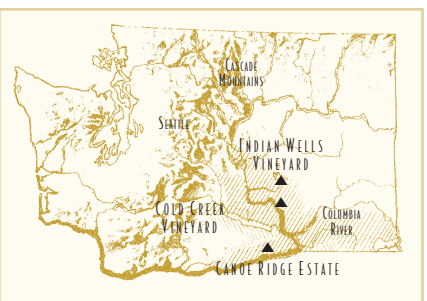 Cascade
Mountains
Seattle
Indian Wells
Vineyard
Cold Creek
Vineyard
Columbia
River
Canoe Ridge Estate